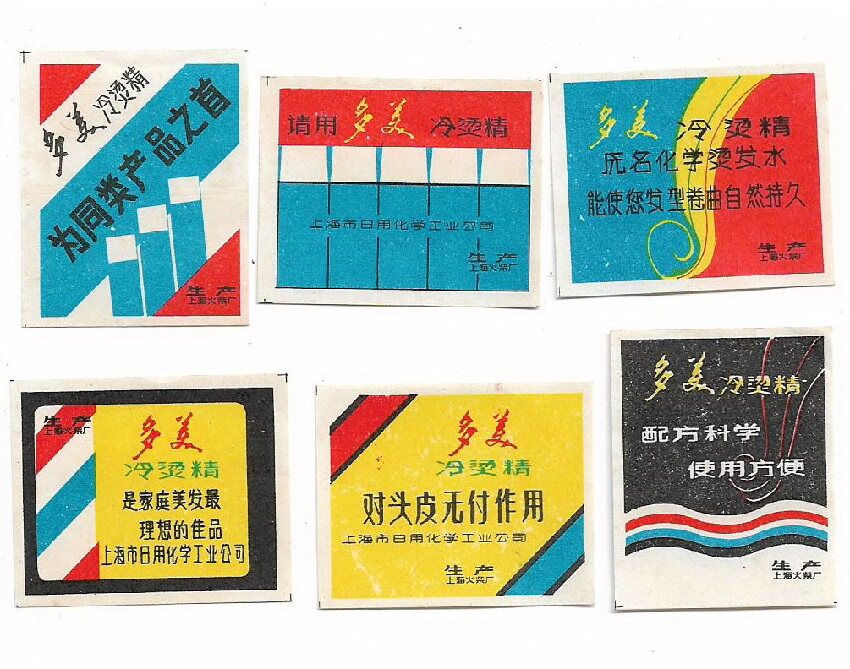 多美冷烫精
为同类产品之首
生产
上海火柴厂
请用 多美 冷烫精
上海市日用化学工业公司
生产
上海火柴厂
多美 冷烫精
历名化学烫发水
能使您发型卷曲自然持久
生产
上海火柴厂
生产
上海火柴厂
多美
冷烫精
是家庭美发最
理想的佳品
上海市日用化学工业公司
多美
冷烫精
对头皮无付作用
上海市日用化学工业公司
生产
上海火柴厂
多美冷烫精
配方科学
使用方便
生产
上海火柴厂